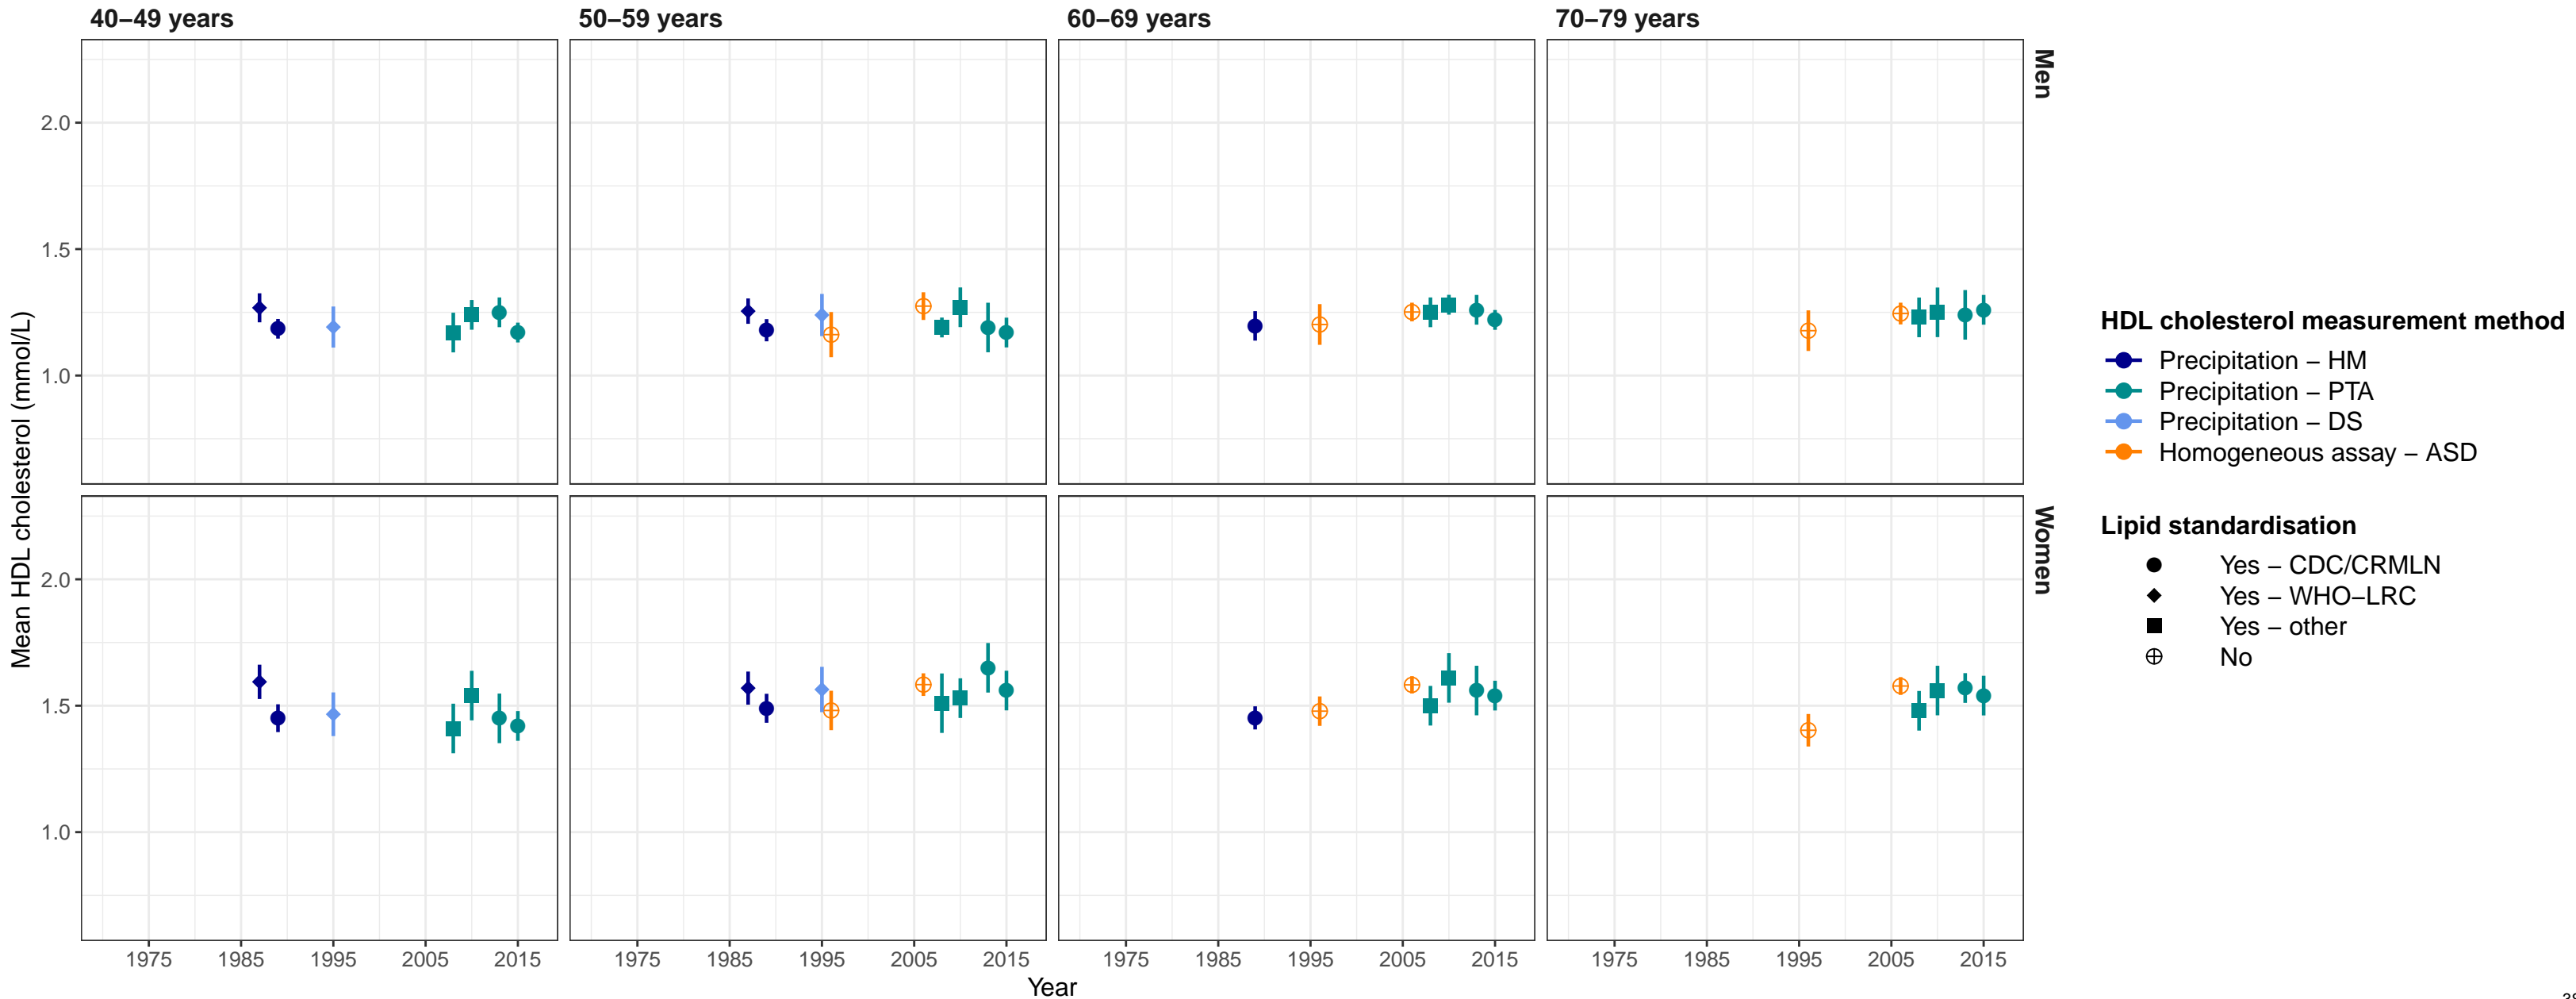 40–49 years
50–59 years
60–69 years
70–79 years
Men
2.0
1.5
1.0
Women
2.0
1.5
1.0
Mean HDL cholesterol (mmol/L)
1975 1985 1995 2005 2015
1975 1985 1995 2005 2015
1975 1985 1995 2005 2015
1975 1985 1995 2005 2015
Year
HDL cholesterol measurement method
Precipitation – HM
Precipitation – PTA
Precipitation – DS
Homogeneous assay – ASD
Lipid standardisation
Yes – CDC/CRMLN
Yes – WHO–LRC
Yes – other
No